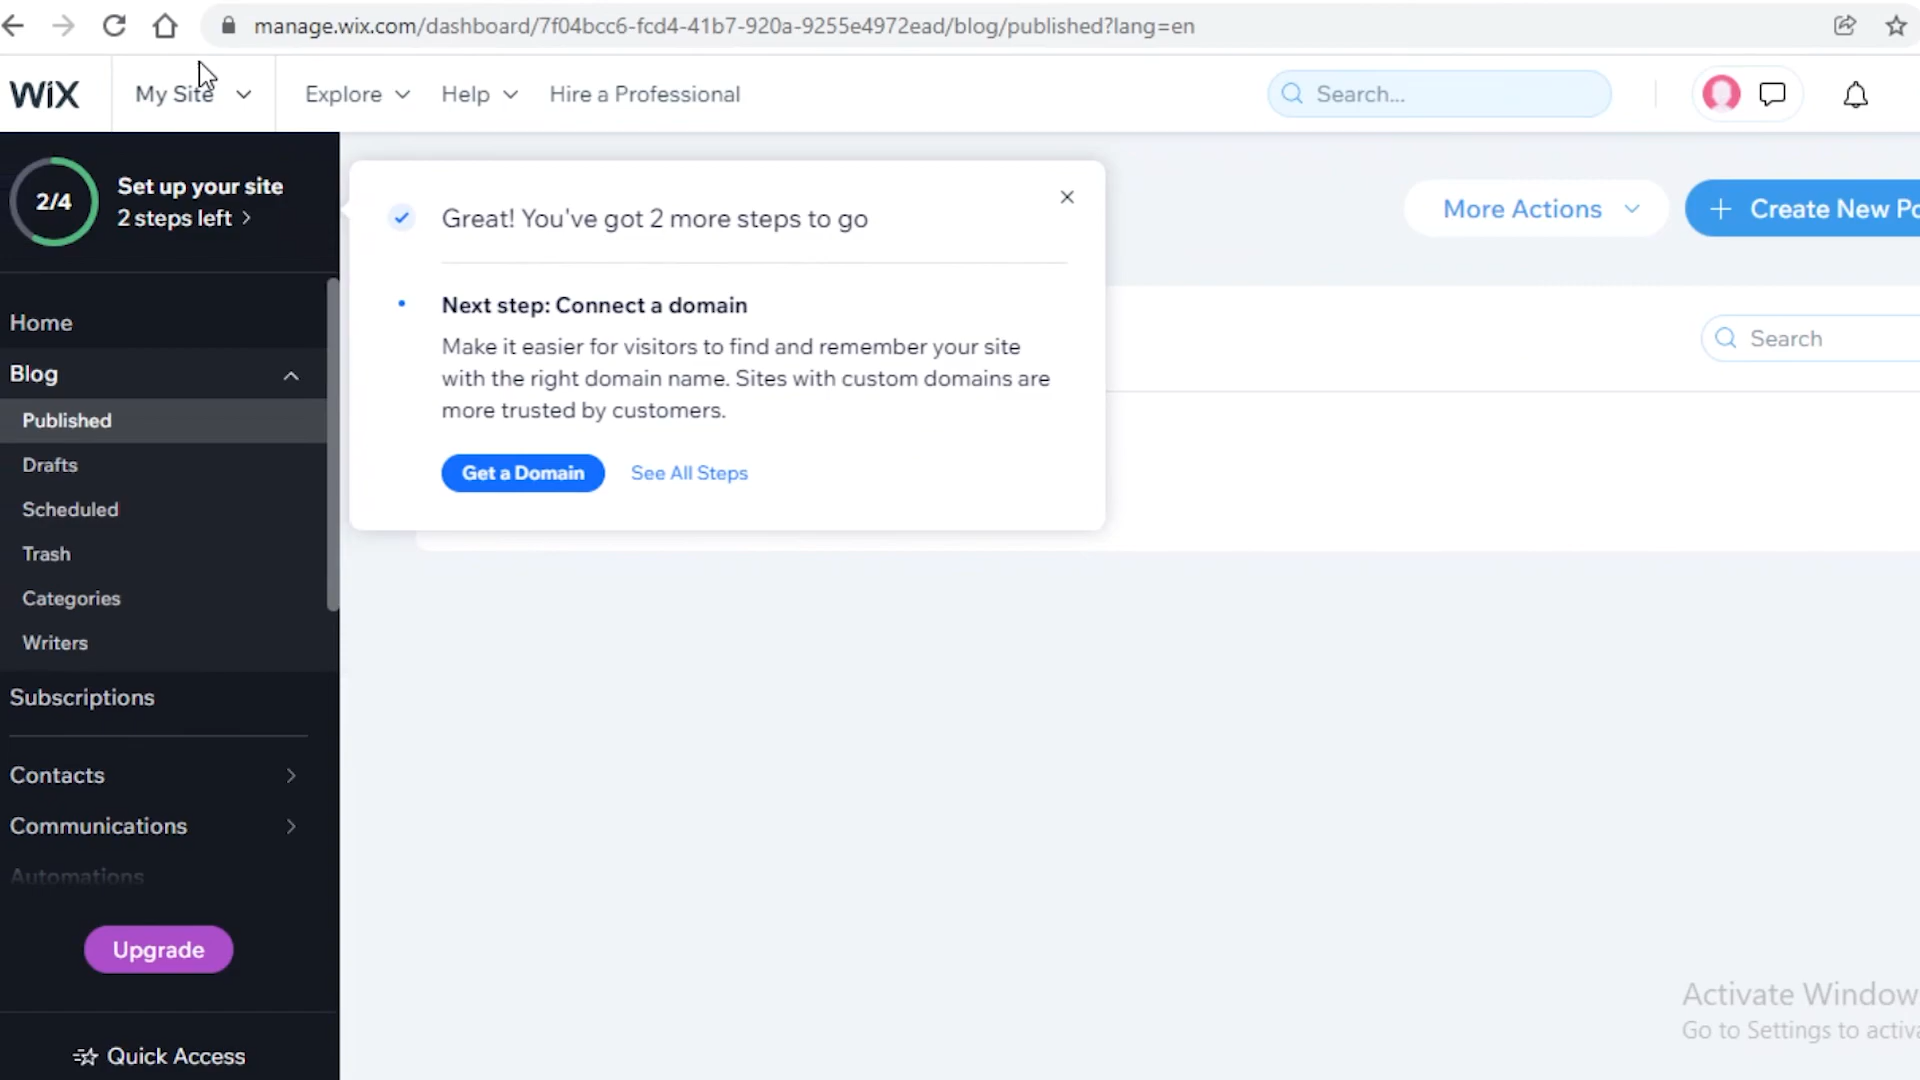 manage.wix.com/dashboard/7f04bcc6-fcd4-41b7-920a-9255e4972ead/blog/published?lang=en
WiX
My Site
Explore
Help
Hire a Professional
Search...
2/4
Set up your site
2 steps left
Great! You've got 2 more steps to go
More Actions
Create New Po
Next step: Connect a domain
Make it easier for visitors to find and remember your site
with the right domain name. Sites with custom domains are
more trusted by customers.
Get a Domain
See All Steps
Search
Home
Blog
Published
Drafts
Scheduled
Trash
Categories
Writers
Subscriptions
Contacts
Communications
Automations
Upgrade
Quick Access
Activate Window
Go to Settings to activa